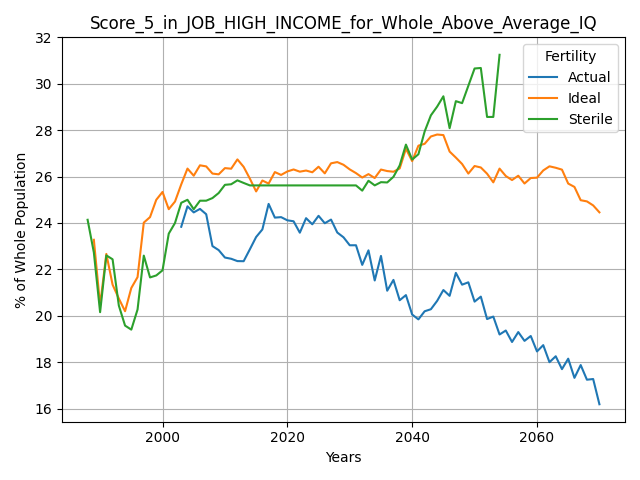 Score_5_in_JOB_HIGH_INCOME_for_Whole_Above_Average_IQ
Fertility
Actual
Ideal
Sterile
% of Whole Population
32
30
28
26
24
22
20
18
16
2000 2020 2040 2060
Years